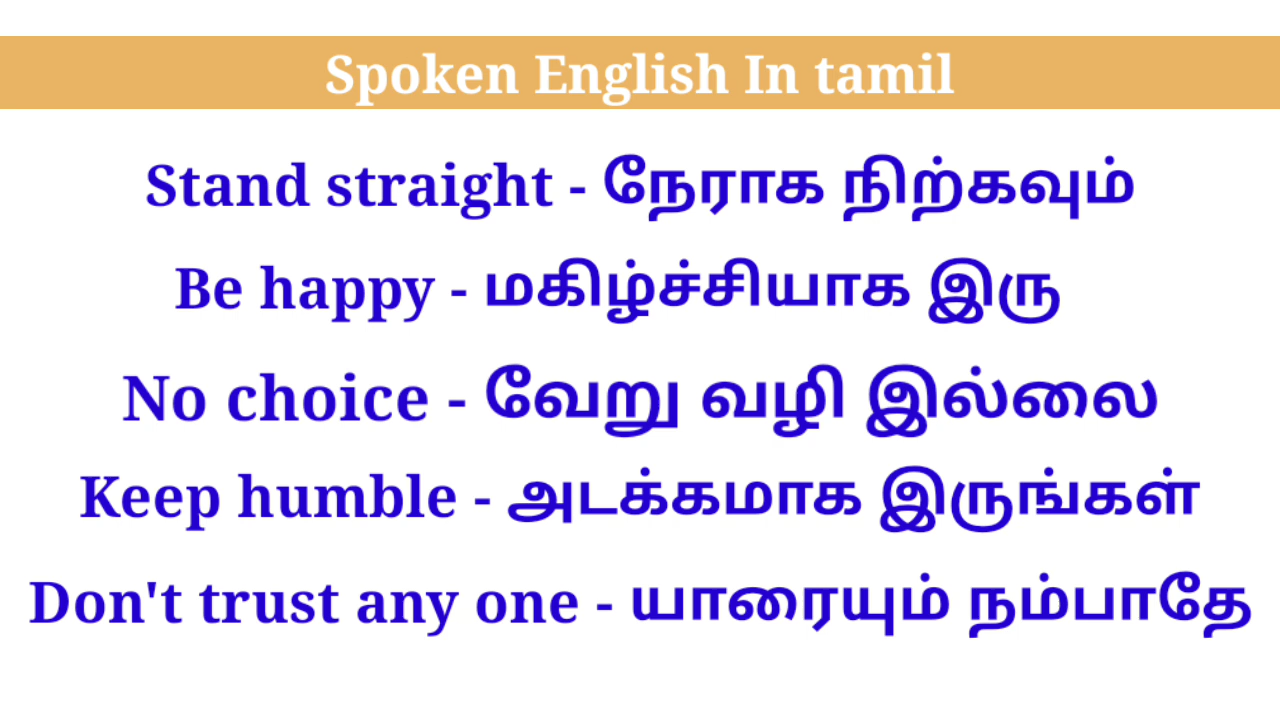 Spoken English In tamil
Stand straight - நேராக நிற்கவும்
Be happy - மகிழ்ச்சியாக இரு
No choice - வேறு வழி இல்லை
Keep humble - அடக்கமாக இருங்கள்
Don't trust any one - யாரையும் நம்பாதே